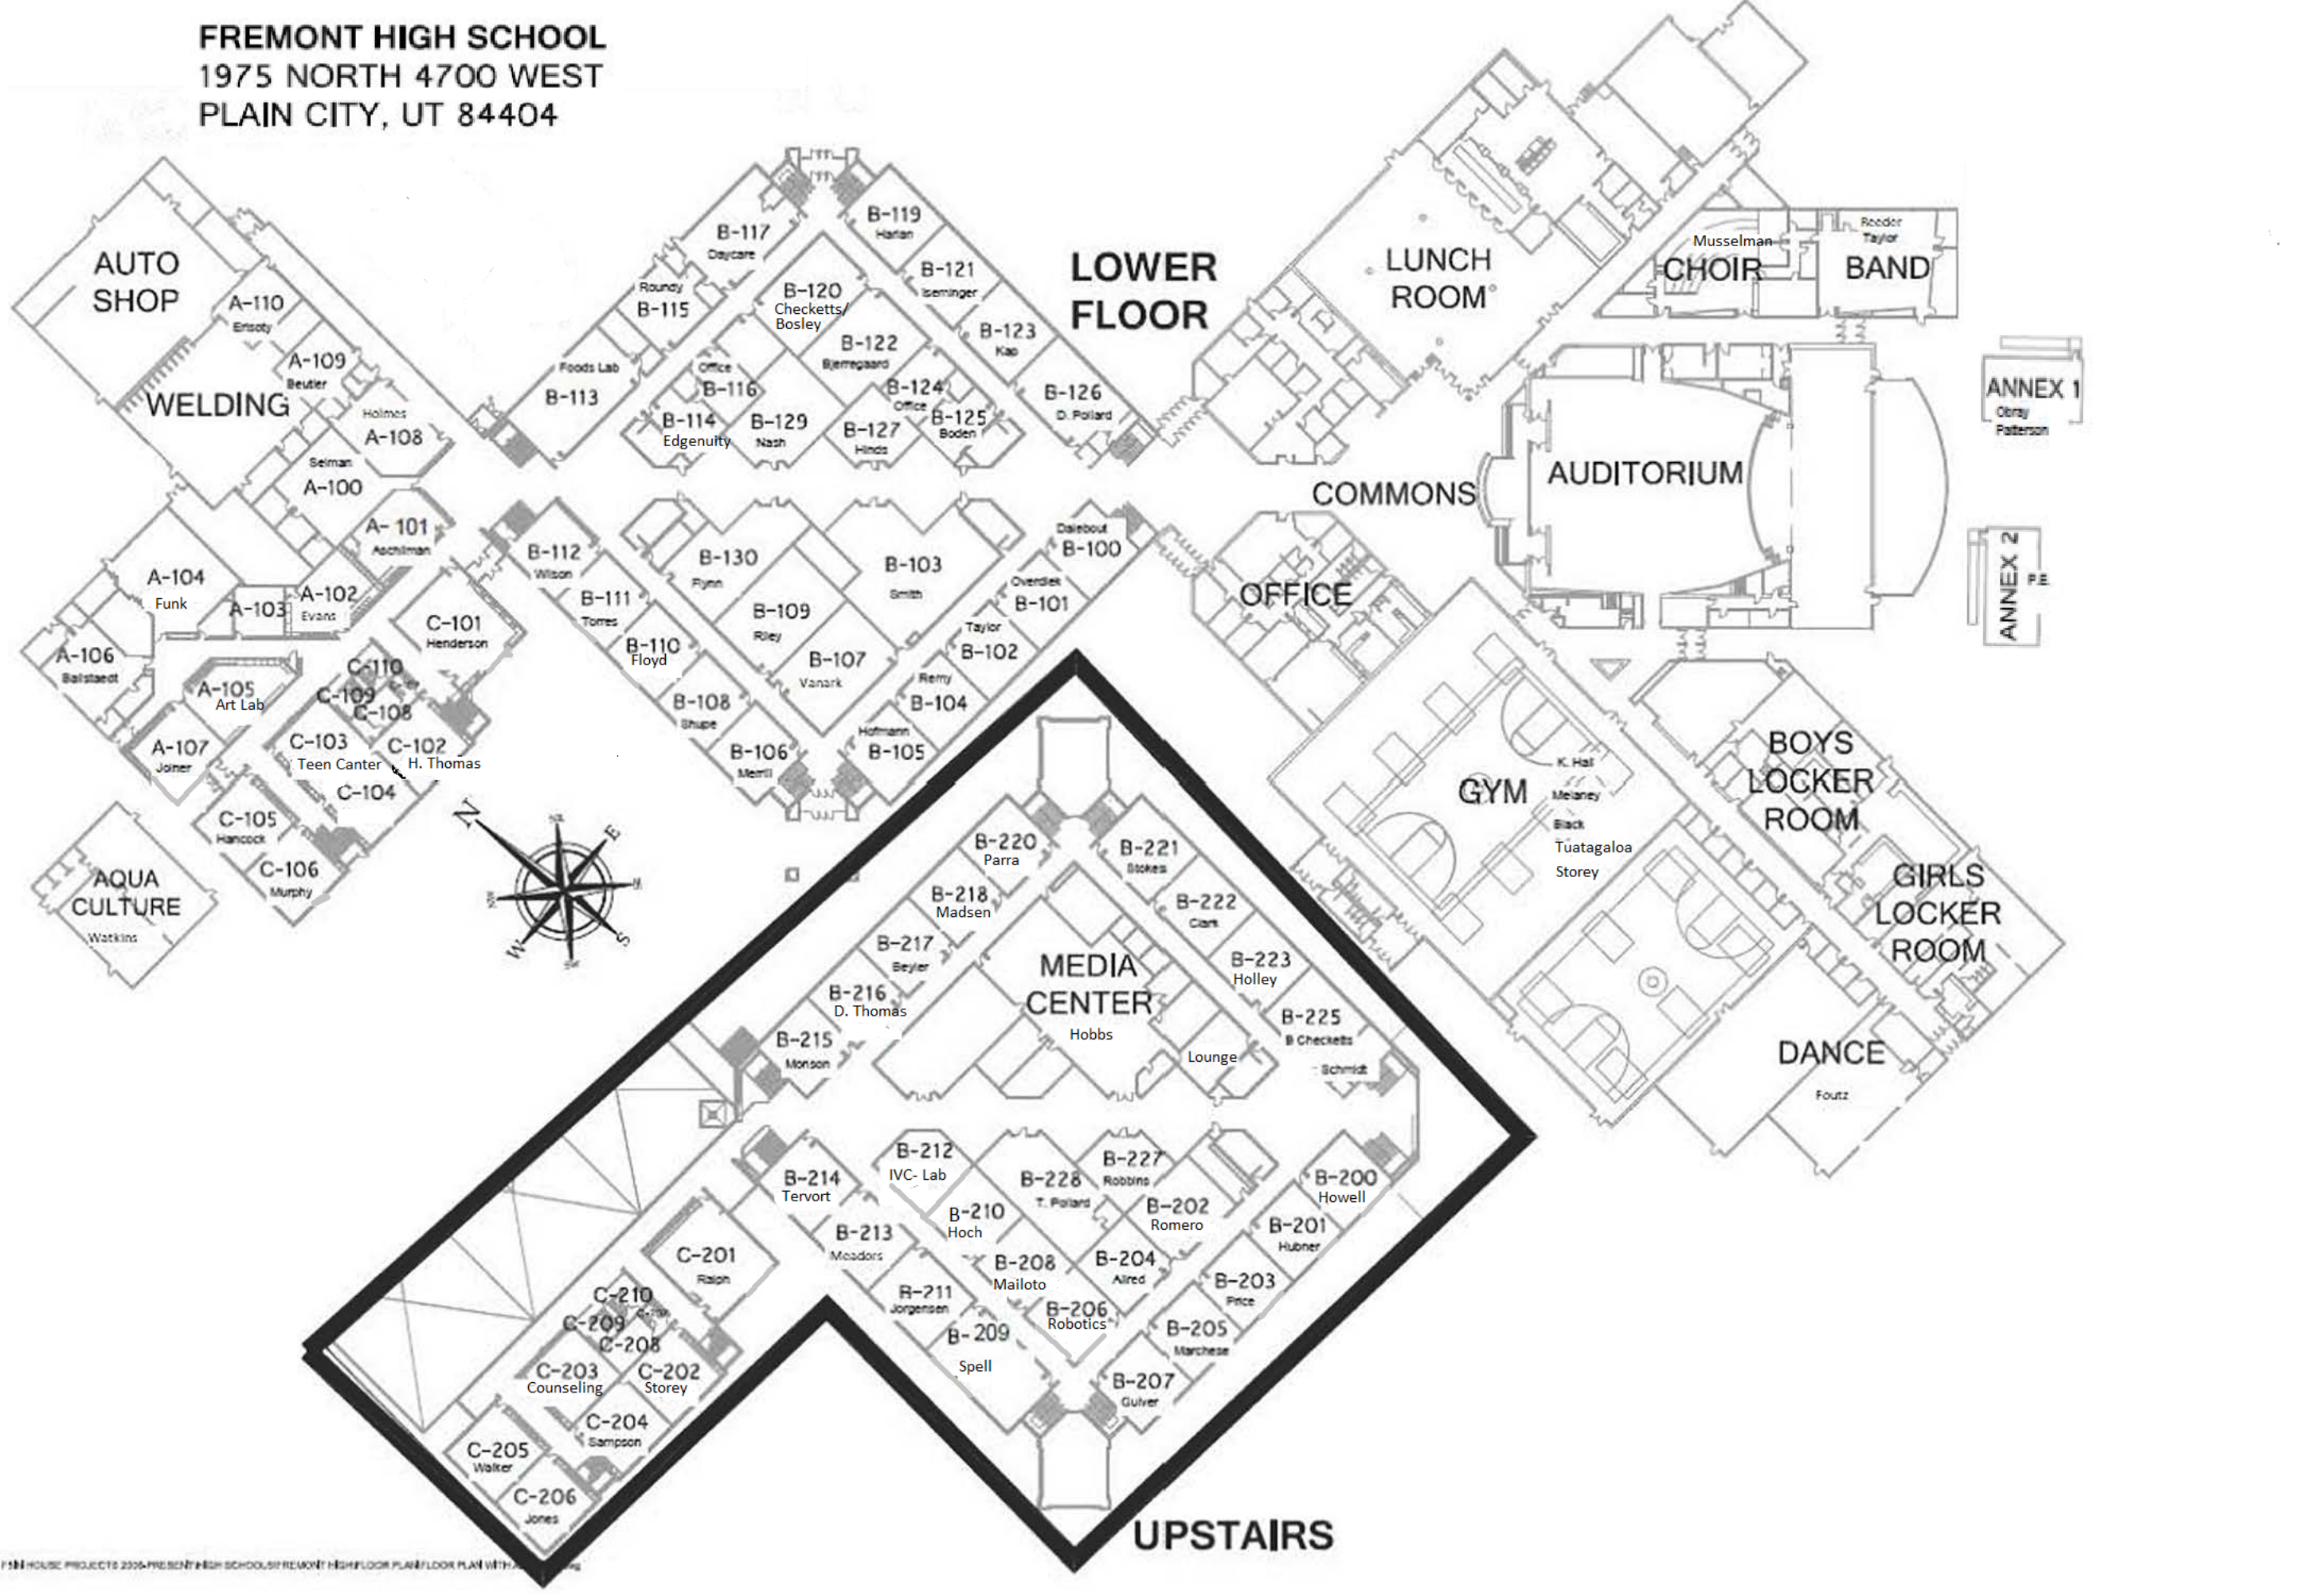 FREMONT HIGH SCHOOL
1975 NORTH 4700 WEST
PLAIN CITY, UT 84404
LOWER
FLOOR
AUTO
SHOP
A-110
A-109
Beutler
WELDING
Holmes
A-108
Selman
A-100
A- 101
Aschliman
A-104
Funk
A-103
A-102
Evans
A-106
Ballstaedt
A-105
Art Lab
A-107
Joiner
C-101
Henderson
C-110
C-109
C-108
C-103
Teen Canter
C-102
H. Thomas
C-104
C-105
Hancock
C-106
Murphy
AQUA
CULTURE
Watkins
N
E
S
W
B-117
Daycare
Roundy
B-115
Foods Lab
B-113
B-119
Harlan
B-121
Iseminger
B-123
Kap
B-126
D. Pollard
B-120
Checketts/
Bosley
B-122
Bjerregaard
Office
B-116
B-114
Edgenuity
B-129
Nash
B-124
Office
B-125
Boden
B-127
Hinds
B-112
Wilson
B-111
Torres
B-110
Floyd
B-108
Shupe
B-106
Merrill
B-130
Flynn
B-109
Riley
B-107
Vanark
B-103
Smith
Dalebout
B-100
Overdiek
B-101
Taylor
B-102
Remy
B-104
Hofmann
B-105
LUNCH
ROOM
Musselman
CHOIR
Reeder
Taylor
BAND
COMMONS
AUDITORIUM
ANNEX 1
Obray
Patterson
ANNEX 2
P.E.
OFFICE
GYM
K. Hall
Melaney
Black
Tuatagaloa
Storey
BOYS
LOCKER
ROOM
GIRLS
LOCKER
ROOM
DANCE
Foutz
B-220
Parra
B-218
Madsen
B-217
Beyler
B-216
D. Thomas
B-215
Monson
B-221
Stokes
B-222
Clark
B-223
Holley
B-225
B Checketts
Schmidt
MEDIA
CENTER
Hobbs
Lounge
B-214
Tervort
B-213
Meadors
B-211
Jorgensen
B- 209
Spell
B-212
IVC- Lab
B-210
Hoch
B-208
Mailoto
B-206
Robotics
B-228
T. Pollard
B-227
Robbins
B-202
Romero
B-204
Allred
B-200
Howell
B-201
Hubner
B-203
Price
B-205
Marchese
B-207
Guiver
C-201
Ralph
C-210
C-209
C-208
C-203
Counseling
C-202
Storey
C-204
Sampson
C-205
Walker
C-206
Jones
UPSTAIRS